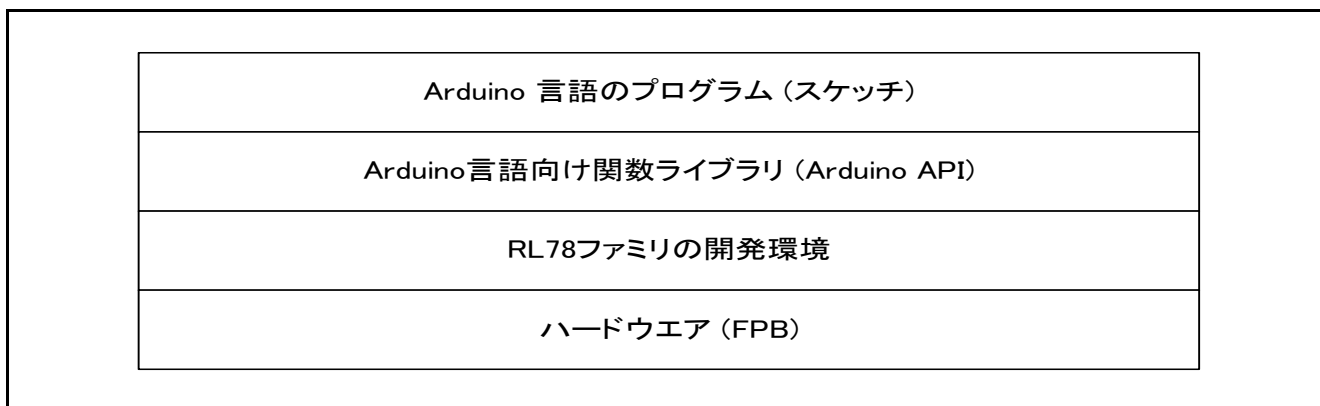 Arduino 言語のプログラム（スケッチ）
Arduino言語向け関数ライブラリ（Arduino API）
RL78ファミリの開発環境
ハードウエア（FPB）